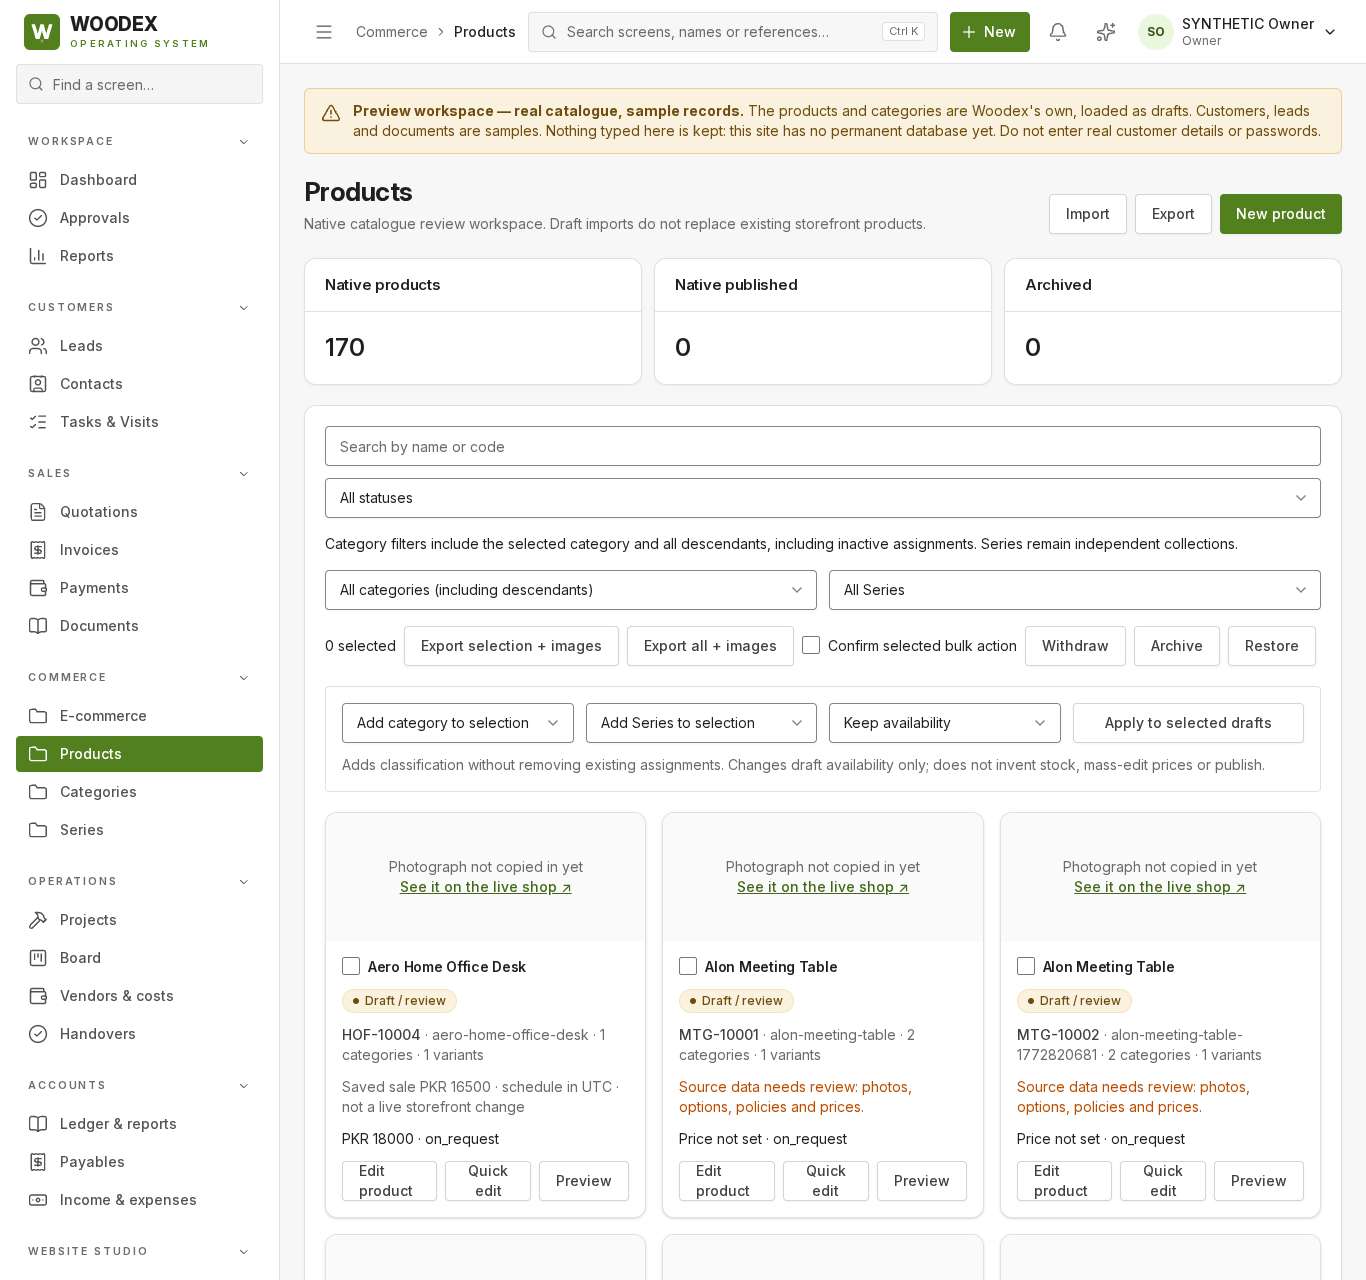 W WOODEX
OPERATING SYSTEM
Find a screen...
WORKSPACE
Dashboard
Approvals
Reports
CUSTOMERS
Leads
Contacts
Tasks & Visits
SALES
Quotations
Invoices
Payments
Documents
COMMERCE
E-commerce
Products
Categories
Series
OPERATIONS
Projects
Board
Vendors & costs
Handovers
ACCOUNTS
Ledger & reports
Payables
Income & expenses
WEBSITE STUDIO
Commerce > Products
Search screens, names or references... Ctrl K
+ New
SO SYNTHETIC Owner
Owner
Preview workspace — real catalogue, sample records. The products and categories are Woodex's own, loaded as drafts. Customers, leads
and documents are samples. Nothing typed here is kept: this site has no permanent database yet. Do not enter real customer details or passwords.
Products
Native catalogue review workspace. Draft imports do not replace existing storefront products.
Import Export New product
Native products Native published Archived
170 0 0
Search by name or code
All statuses
Category filters include the selected category and all descendants, including inactive assignments. Series remain independent collections.
All categories (including descendants) All Series
0 selected Export selection + images Export all + images Confirm selected bulk action Withdraw Archive Restore
Add category to selection Add Series to selection Keep availability Apply to selected drafts
Adds classification without removing existing assignments. Changes draft availability only; does not invent stock, mass-edit prices or publish.
Photograph not copied in yet
See it on the live shop ↗
Aero Home Office Desk
Draft / review
HOF-10004 · aero-home-office-desk · 1
categories · 1 variants
Saved sale PKR 16500 · schedule in UTC ·
not a live storefront change
PKR 18000 · on_request
Edit product Quick edit Preview
Photograph not copied in yet
See it on the live shop ↗
Alon Meeting Table
Draft / review
MTG-10001 · alon-meeting-table · 2
categories · 1 variants
Source data needs review: photos,
options, policies and prices.
Price not set · on_request
Edit product Quick edit Preview
Photograph not copied in yet
See it on the live shop ↗
Alon Meeting Table
Draft / review
MTG-10002 · alon-meeting-table-
1772820681 · 2 categories · 1 variants
Source data needs review: photos,
options, policies and prices.
Price not set · on_request
Edit product Quick edit Preview